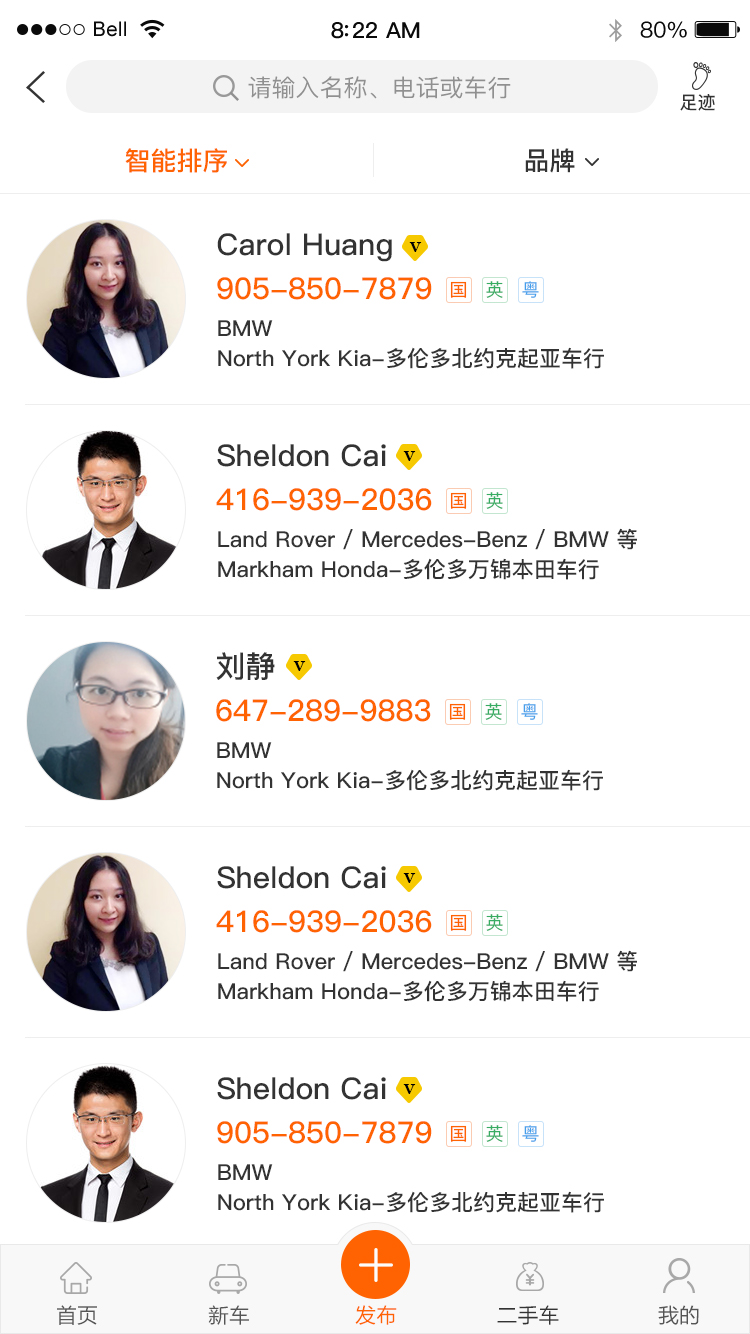 Bell 8:22 AM 80%
请输入名称、电话或车行
足迹
智能排序 品牌
Carol Huang V
905-850-7879 国 英 粤
BMW
North York Kia-多伦多北约克起亚车行
Sheldon Cai V
416-939-2036 国 英
Land Rover / Mercedes-Benz / BMW 等
Markham Honda-多伦多万锦本田车行
刘静 V
647-289-9883 国 英 粤
BMW
North York Kia-多伦多北约克起亚车行
Sheldon Cai V
416-939-2036 国 英
Land Rover / Mercedes-Benz / BMW 等
Markham Honda-多伦多万锦本田车行
Sheldon Cai V
905-850-7879 国 英 粤
BMW
North York Kia-多伦多北约克起亚车行
¥
首页 新车 发布 二手车 我的